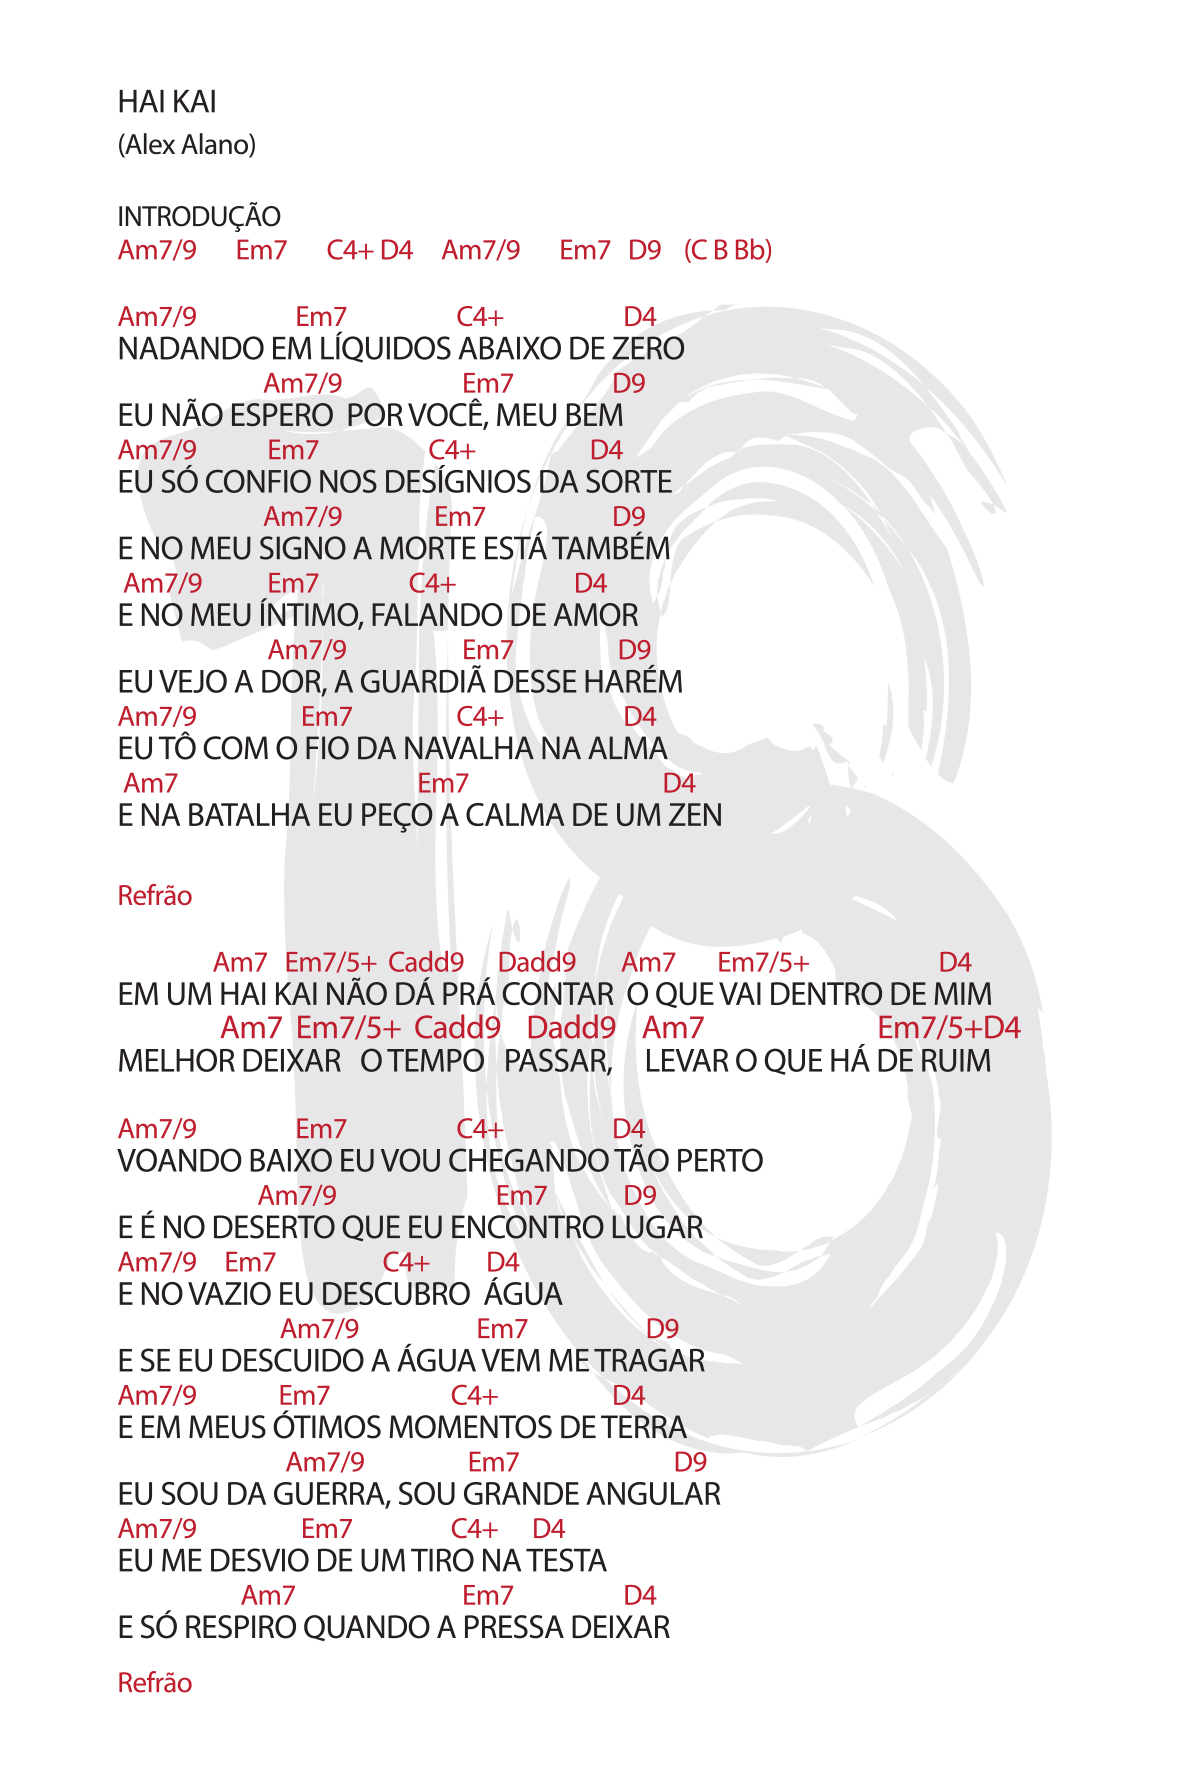 HAI KAI
(Alex Alano)
INTRODUÇÃO
Am7/9 Em7 C4+ D4 Am7/9 Em7 D9 (C B Bb)
Am7/9 Em7 C4+ D4
NADANDO EM LÍQUIDOS ABAIXO DE ZERO
Am7/9 Em7 D9
EU NÃO ESPERO POR VOCÊ, MEU BEM
Am7/9 Em7 C4+ D4
EU SÓ CONFIO NOS DESÍGNIOS DA SORTE
Am7/9 Em7 D9
E NO MEU SIGNO A MORTE ESTÁ TAMBÉM
Am7/9 Em7 C4+ D4
E NO MEU ÍNTIMO, FALANDO DE AMOR
Am7/9 Em7 D9
EU VEJO A DOR, A GUARDIÃ DESSE HARÉM
Am7/9 Em7 C4+ D4
EU TÔ COM O FIO DA NAVALHA NA ALMA
Am7 Em7 D4
E NA BATALHA EU PEÇO A CALMA DE UM ZEN
Refrão
Am7 Em7/5+ Cadd9 Dadd9 Am7 Em7/5+ D4
EM UM HAI KAI NÃO DÁ PRÁ CONTAR O QUE VAI DENTRO DE MIM
Am7 Em7/5+ Cadd9 Dadd9 Am7 Em7/5+D4
MELHOR DEIXAR O TEMPO PASSAR, LEVAR O QUE HÁ DE RUIM
Am7/9 Em7 C4+ D4
VOANDO BAIXO EU VOU CHEGANDO TÃO PERTO
Am7/9 Em7 D9
E É NO DESERTO QUE EU ENCONTRO LUGAR
Am7/9 Em7 C4+ D4
E NO VAZIO EU DESCUBRO ÁGUA
Am7/9 Em7 D9
E SE EU DESCUIDO A ÁGUA VEM ME TRAGAR
Am7/9 Em7 C4+ D4
E EM MEUS ÓTIMOS MOMENTOS DE TERRA
Am7/9 Em7 D9
EU SOU DA GUERRA, SOU GRANDE ANGULAR
Am7/9 Em7 C4+ D4
EU ME DESVIO DE UM TIRO NA TESTA
Am7 Em7 D4
E SÓ RESPIRO QUANDO A PRESSA DEIXAR
Refrão
18